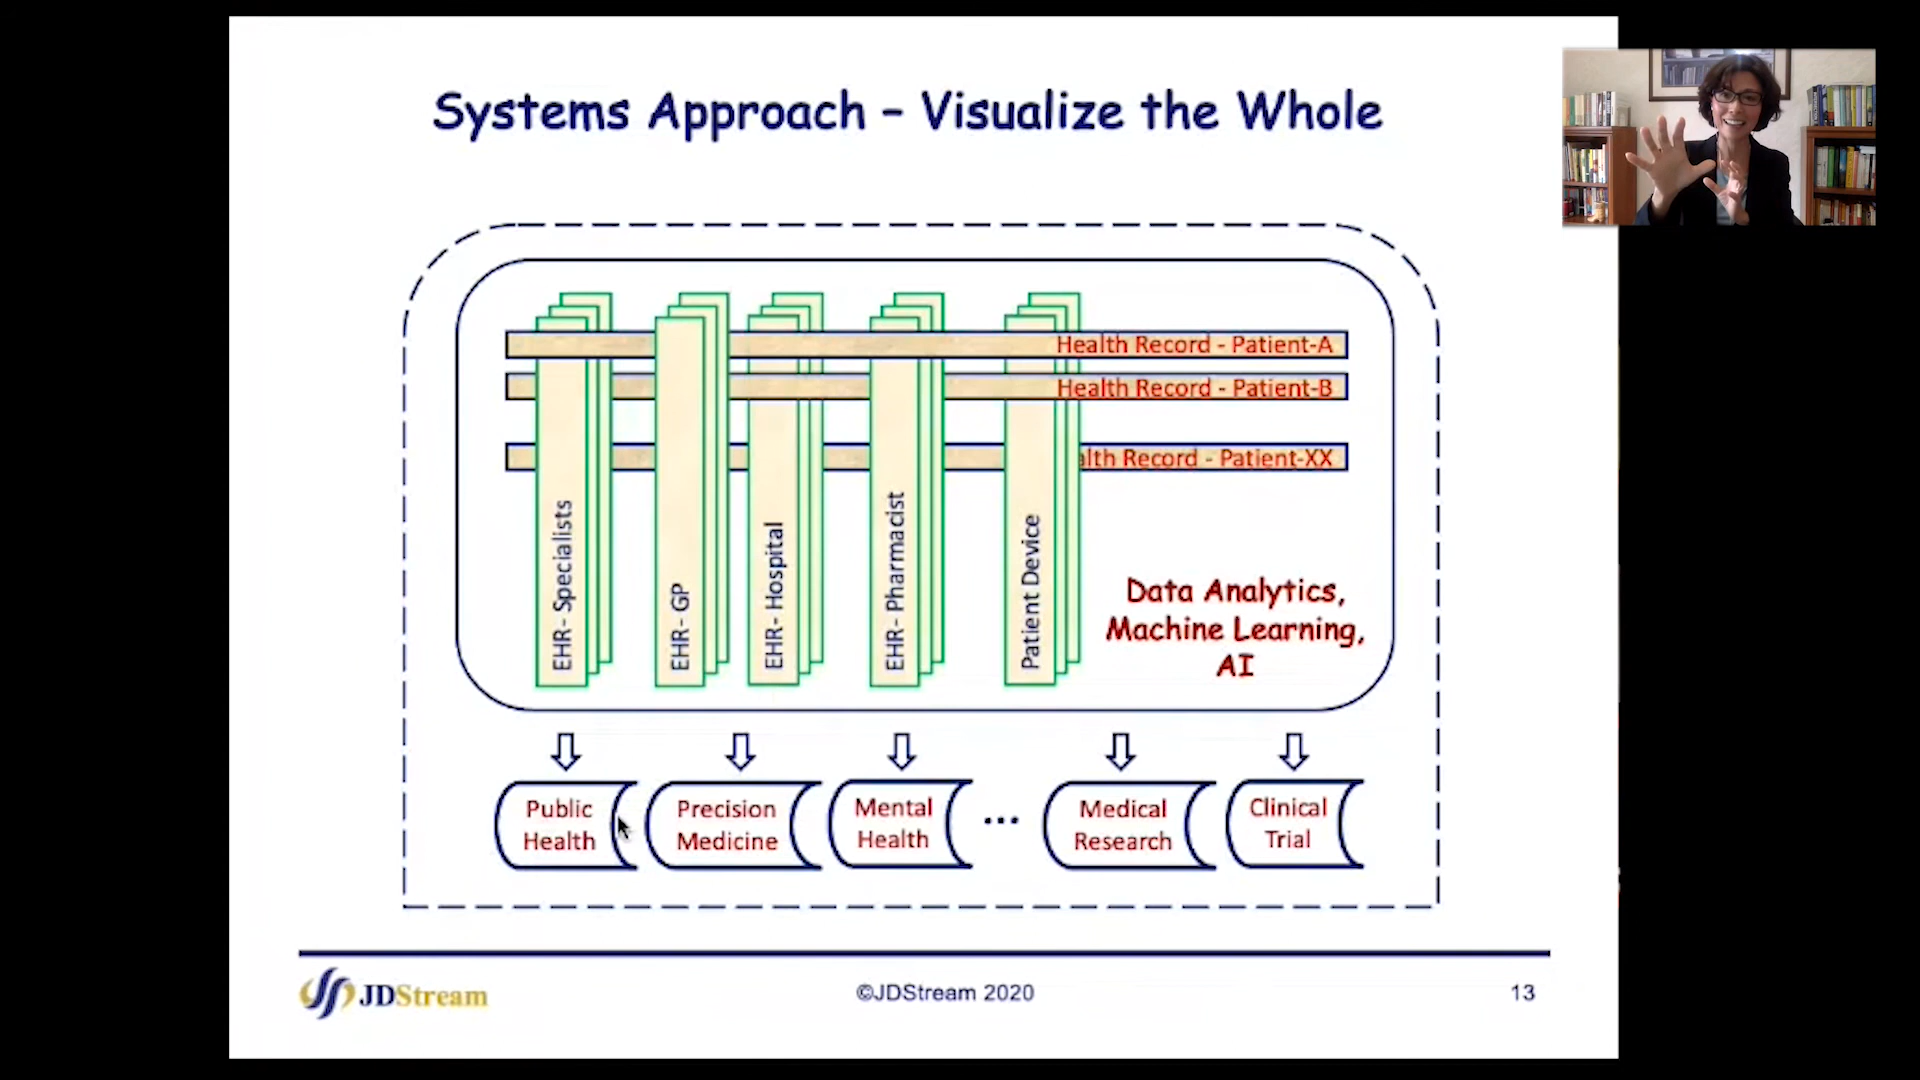 Systems Approach – Visualize the Whole
Health Record - Patient-A
Health Record - Patient-B
alth Record - Patient-XX
EHR- Specialists
EHR- GP
EHR- Hospital
EHR- Pharmacist
Patient Device
Data Analytics,
Machine Learning,
AI
Public
Health
Precision
Medicine
Mental
Health
...
Medical
Research
Clinical
Trial
JDStream
©JDStream 2020
13